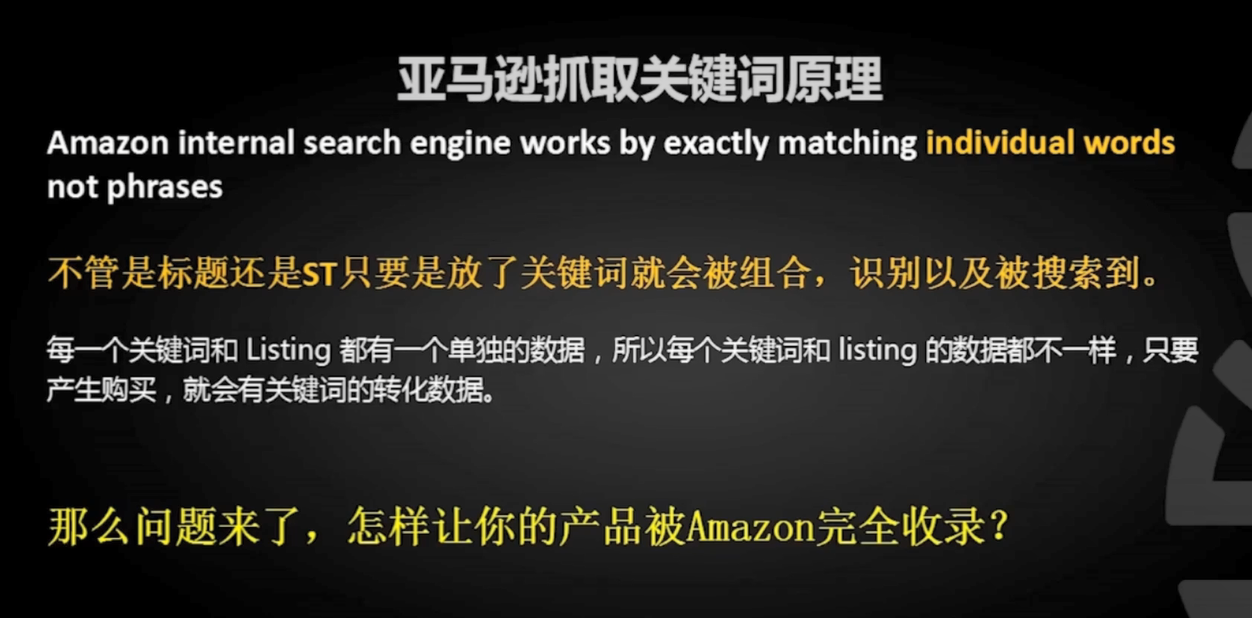 亚马逊抓取关键词原理
Amazon internal search engine works by exactly matching individual words
not phrases
不管是标题还是ST只要是放了关键词就会被组合，识别以及被搜索到。
每一个关键词和 Listing 都有一个单独的数据，所以每个关键词和 listing 的数据都不一样，只要
产生购买，就会有关键词的转化数据。
那么问题来了，怎样让你的产品被Amazon完全收录？